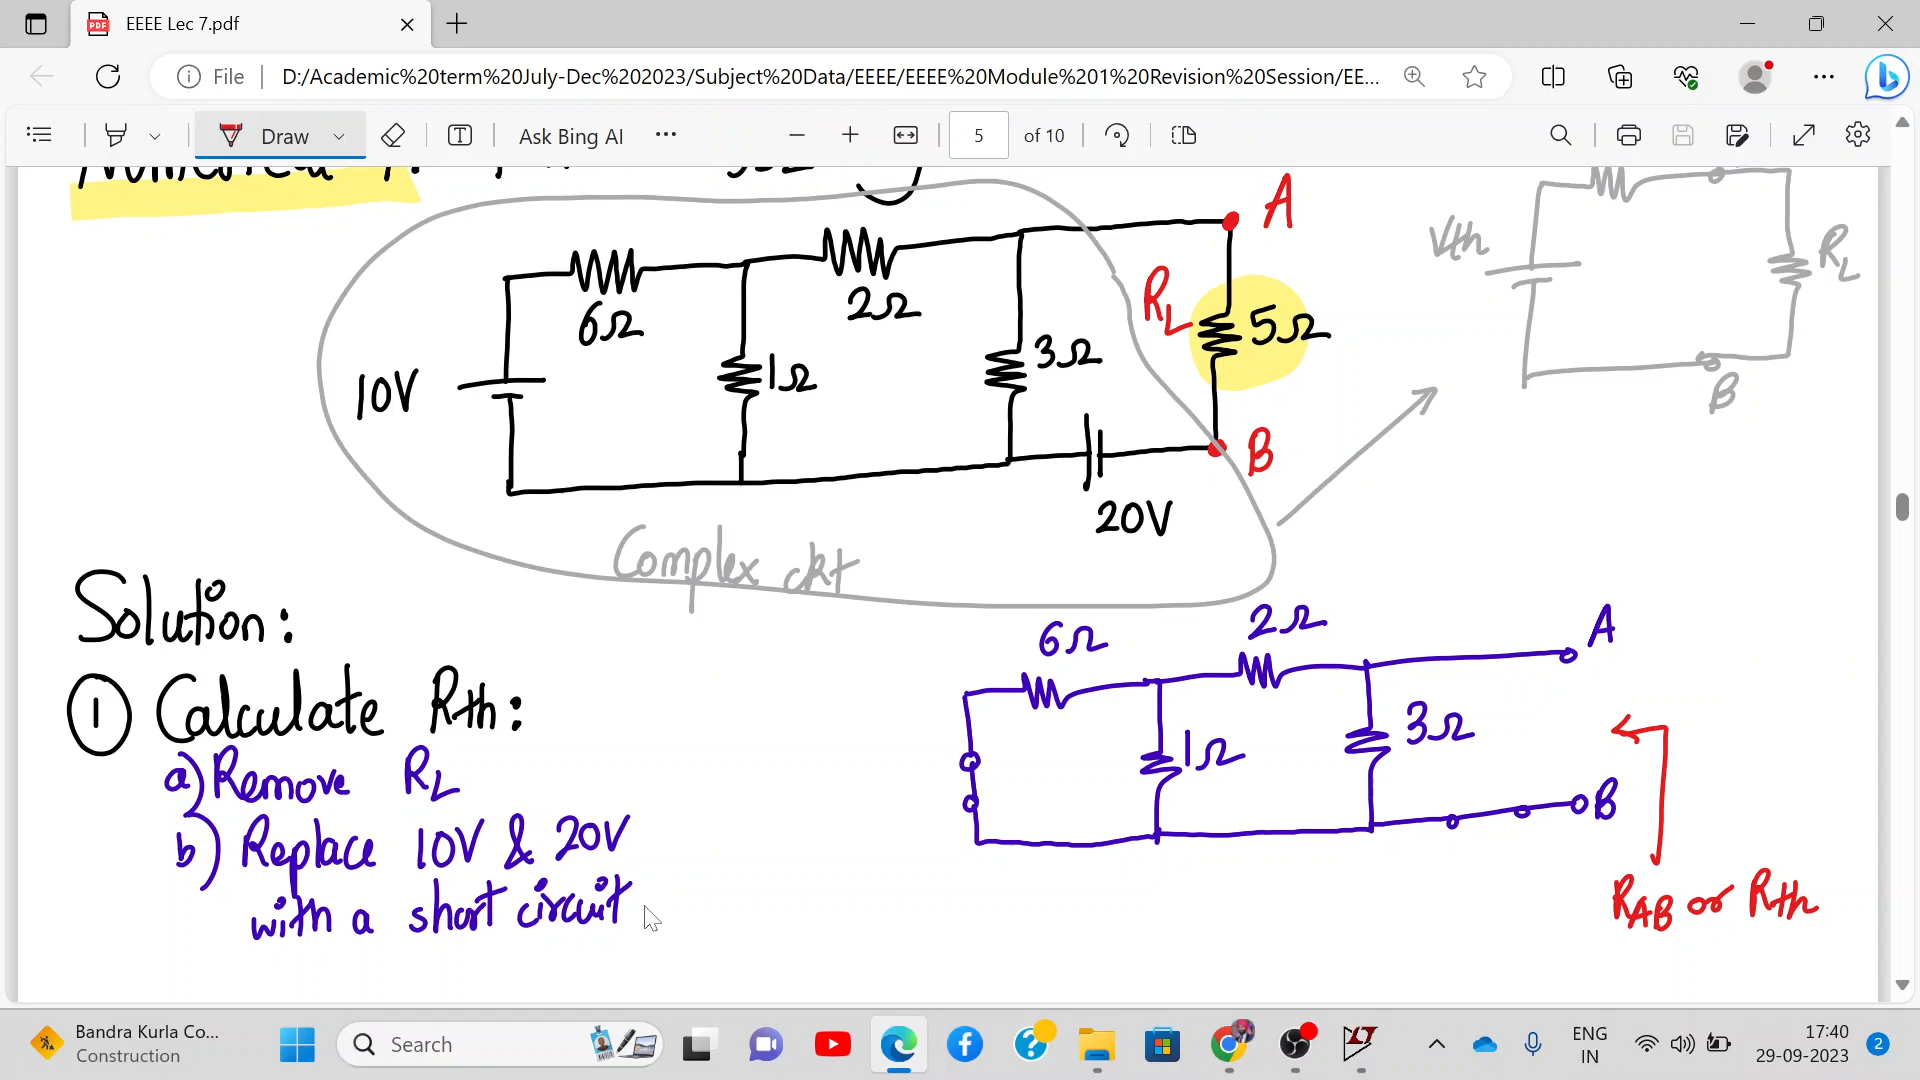 EEEE Lec 7.pdf
File
D:/Academic%20term%20July-Dec%202023/Subject%20Data/EEEE/EEEE%20Module%201%20Revision%20Session/EE...
Draw
Ask Bing AI
5 of 10
A
6Ω
2Ω
RL
5Ω
3Ω
1Ω
10V
B
20V
Complex ckt
Vth
RL
B
Solution:
① Calculate Rth:
a) Remove RL
b) Replace 10V & 20V
with a short circuit
6Ω
2Ω
A
1Ω
3Ω
B
RAB or Rth
Bandra Kurla Co...
Construction
Search
ENG
IN
17:40
29-09-2023
2